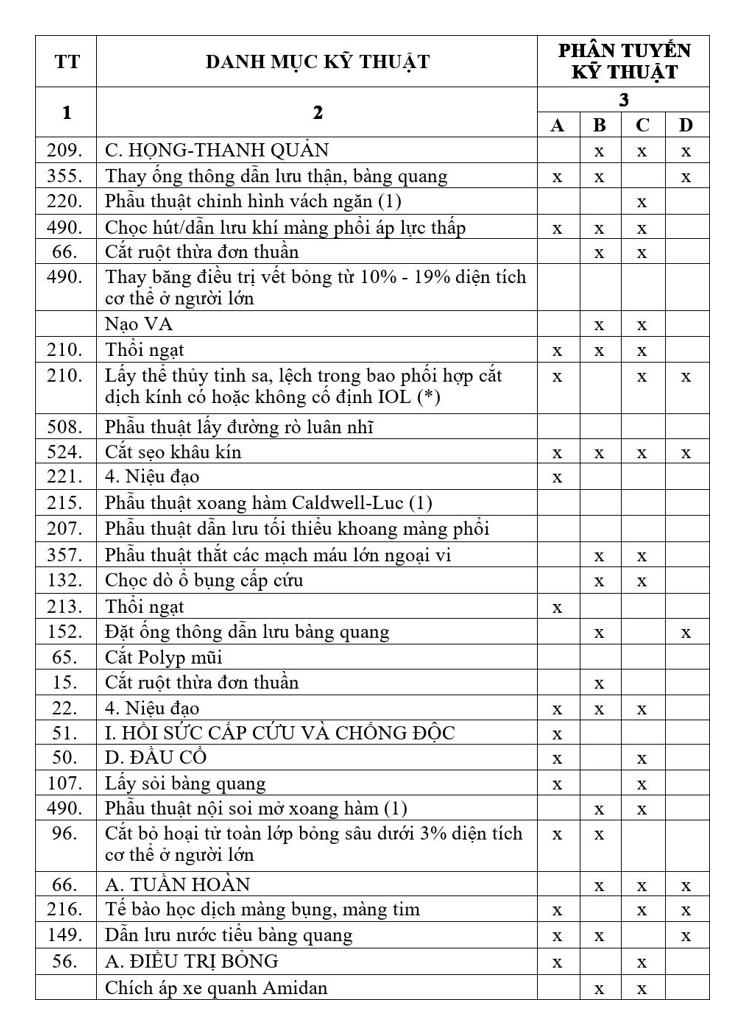 TT DANH MỤC KỸ THUẬT PHÂN TUYẾN
KỸ THUẬT
1 2 3
A B C D
209. C. HỌNG-THANH QUẢN x x x
355. Thay ống thông dẫn lưu thận, bàng quang x x x
220. Phẫu thuật chỉnh hình vách ngăn (1) x
490. Chọc hút/dẫn lưu khí màng phổi áp lực thấp x x x
66. Cắt ruột thừa đơn thuần x x
490. Thay băng điều trị vết bỏng từ 10% - 19% diện tích
cơ thể ở người lớn
Nạo VA x x
210. Thổi ngạt x x x
210. Lấy thể thủy tinh sa, lệch trong bao phối hợp cắt x x x
dịch kính có hoặc không cố định IOL (*)
508. Phẫu thuật lấy đường rò luân nhĩ
524. Cắt sẹo khâu kín x x x x
221. 4. Niệu đạo x
215. Phẫu thuật xoang hàm Caldwell-Luc (1)
207. Phẫu thuật dẫn lưu tối thiểu khoang màng phổi
357. Phẫu thuật thắt các mạch máu lớn ngoại vi x x
132. Chọc dò ổ bụng cấp cứu x x
213. Thổi ngạt x
152. Đặt ống thông dẫn lưu bàng quang x x
65. Cắt Polyp mũi
15. Cắt ruột thừa đơn thuần x
22. 4. Niệu đạo x x x
51. I. HỒI SỨC CẤP CỨU VÀ CHỐNG ĐỘC x
50. D. ĐẦU CỔ x x
107. Lấy sỏi bàng quang x x
490. Phẫu thuật nội soi mở xoang hàm (1) x x
96. Cắt bỏ hoại tử toàn lớp bỏng sâu dưới 3% diện tích x x
cơ thể ở người lớn
66. A. TUẦN HOÀN x x x
216. Tế bào học dịch màng bụng, màng tim x x x
149. Dẫn lưu nước tiểu bàng quang x x x
56. A. ĐIỀU TRỊ BỎNG x x
Chích áp xe quanh Amidan x x